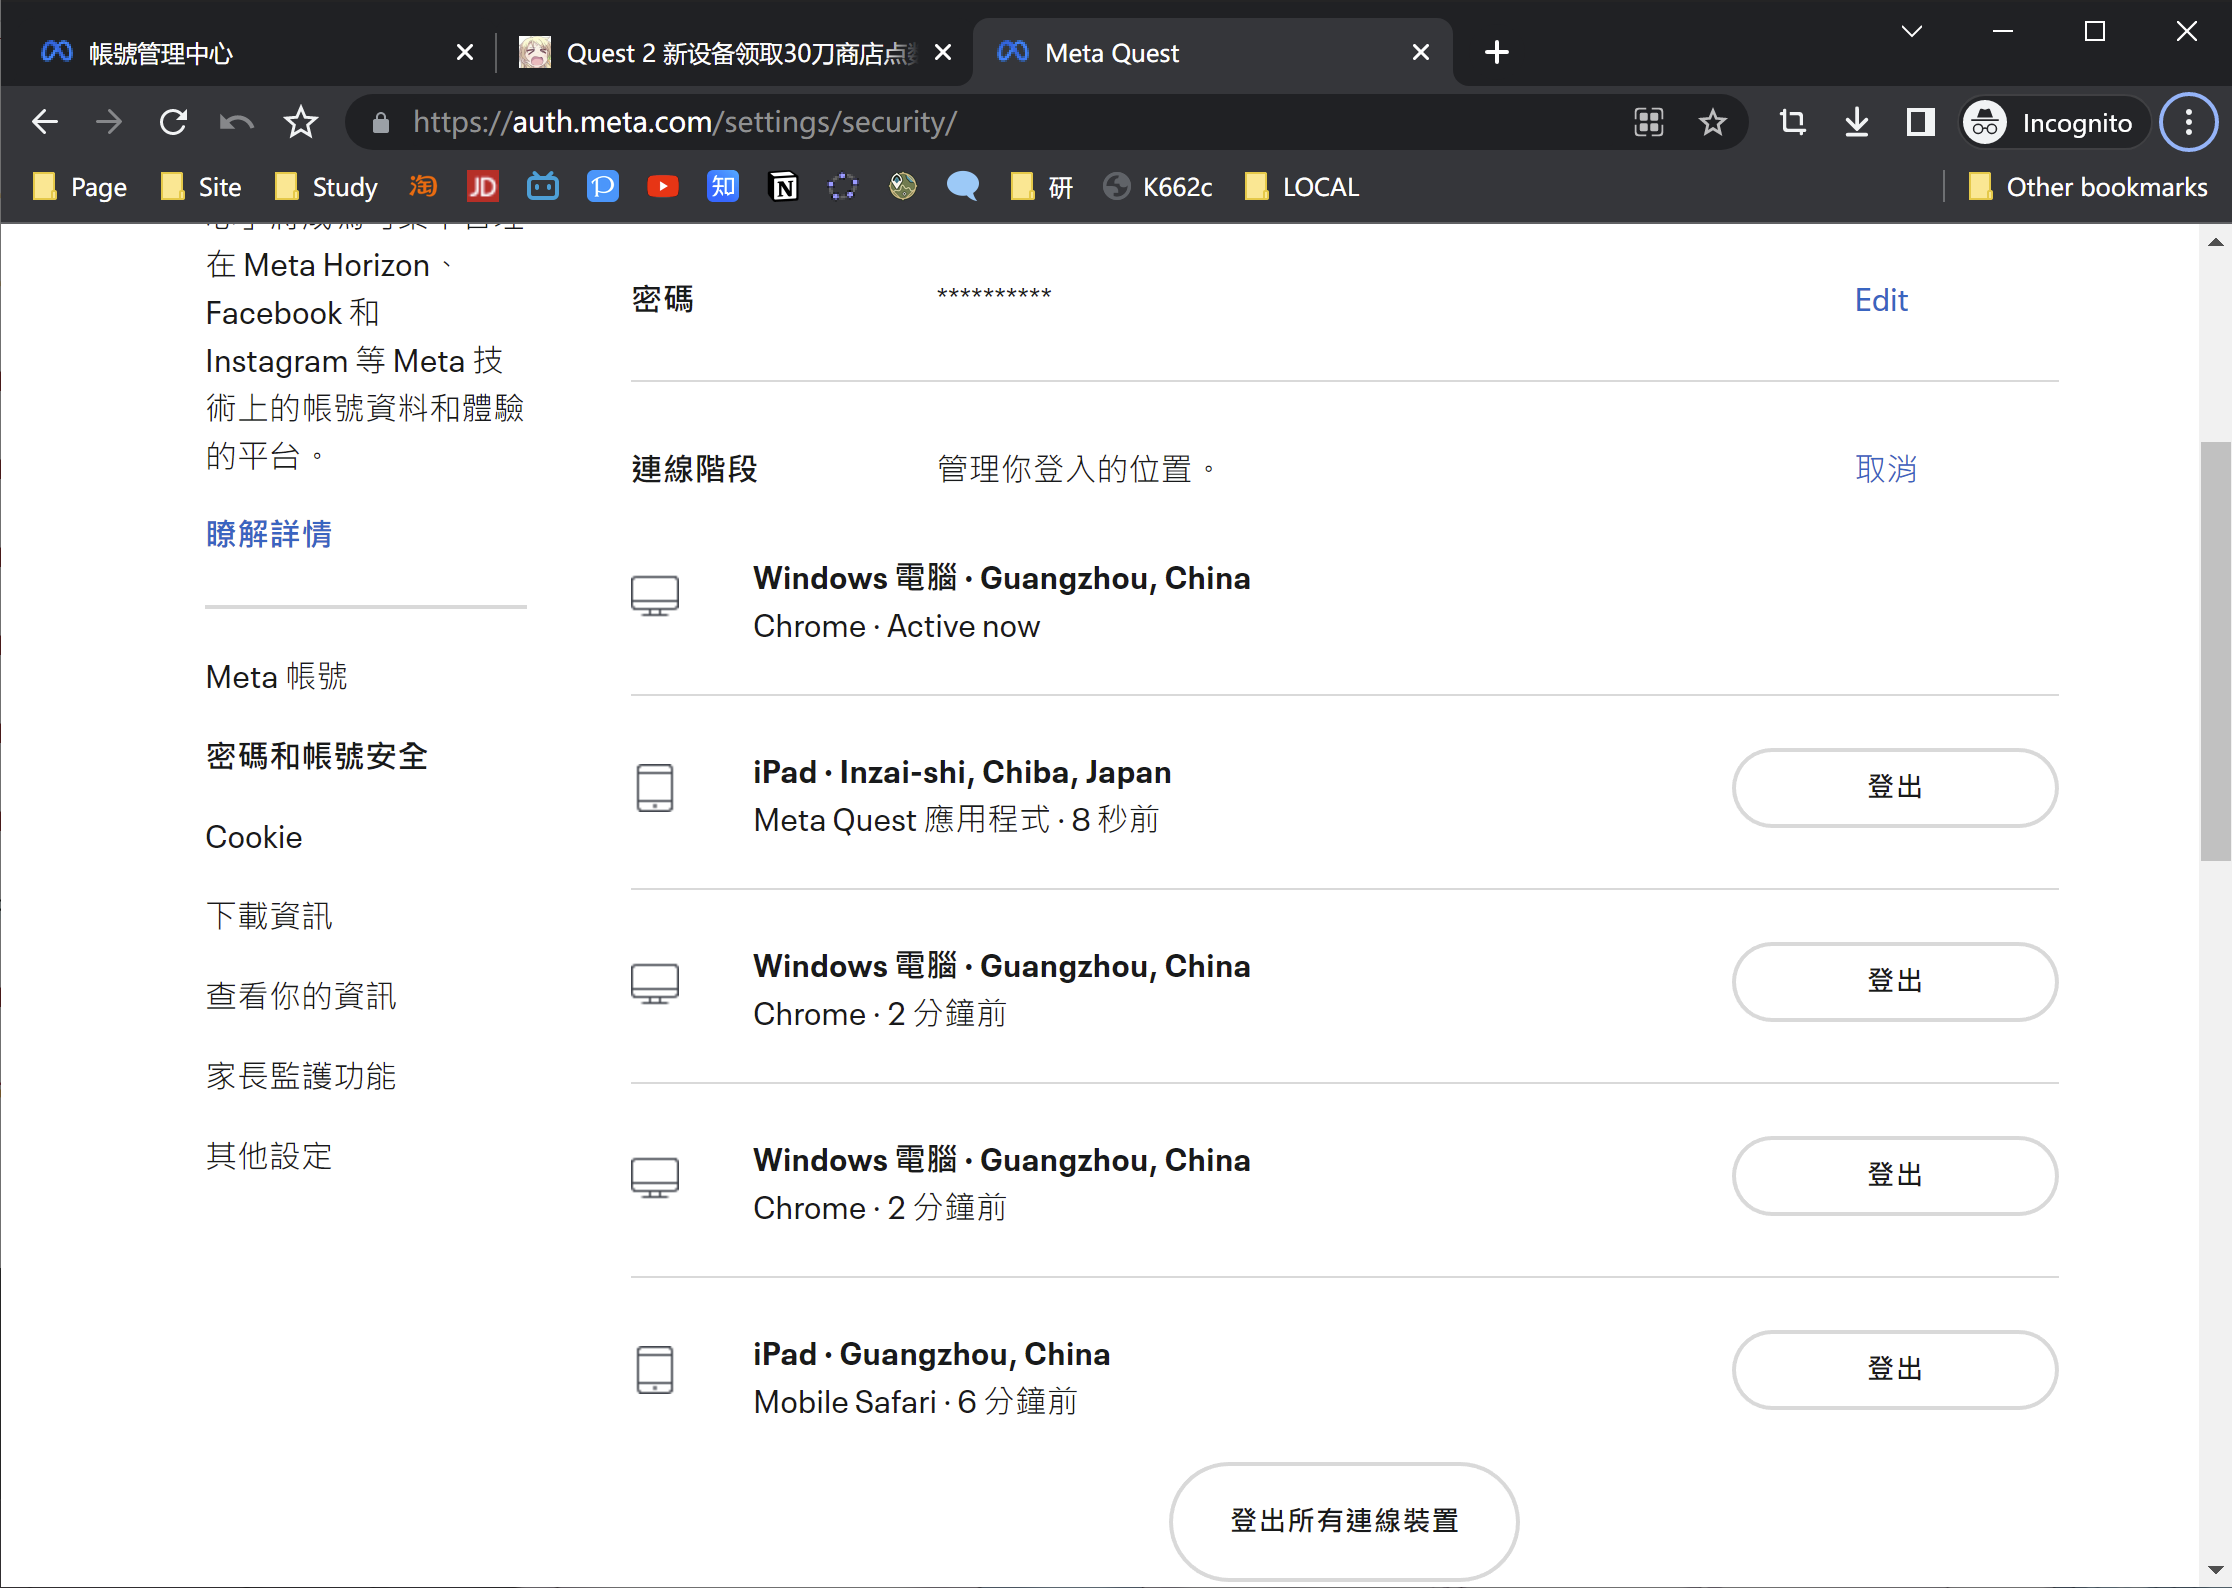 帳號管理中心
Quest 2 新设备领取30刀商店点数
Meta Quest
https://auth.meta.com/settings/security/
Incognito
Page
Site
Study
淘
JD
知
研
K662c
LOCAL
Other bookmarks
在 Meta Horizon、
Facebook 和
Instagram 等 Meta 技
術上的帳號資料和體驗
的平台。
瞭解詳情
Meta 帳號
密碼和帳號安全
Cookie
下載資訊
查看你的資訊
家長監護功能
其他設定
密碼
**********
Edit
連線階段
管理你登入的位置。
取消
Windows 電腦 · Guangzhou, China
Chrome · Active now
iPad · Inzai-shi, Chiba, Japan
Meta Quest 應用程式 · 8 秒前
登出
Windows 電腦 · Guangzhou, China
Chrome · 2 分鐘前
登出
Windows 電腦 · Guangzhou, China
Chrome · 2 分鐘前
登出
iPad · Guangzhou, China
Mobile Safari · 6 分鐘前
登出
登出所有連線裝置